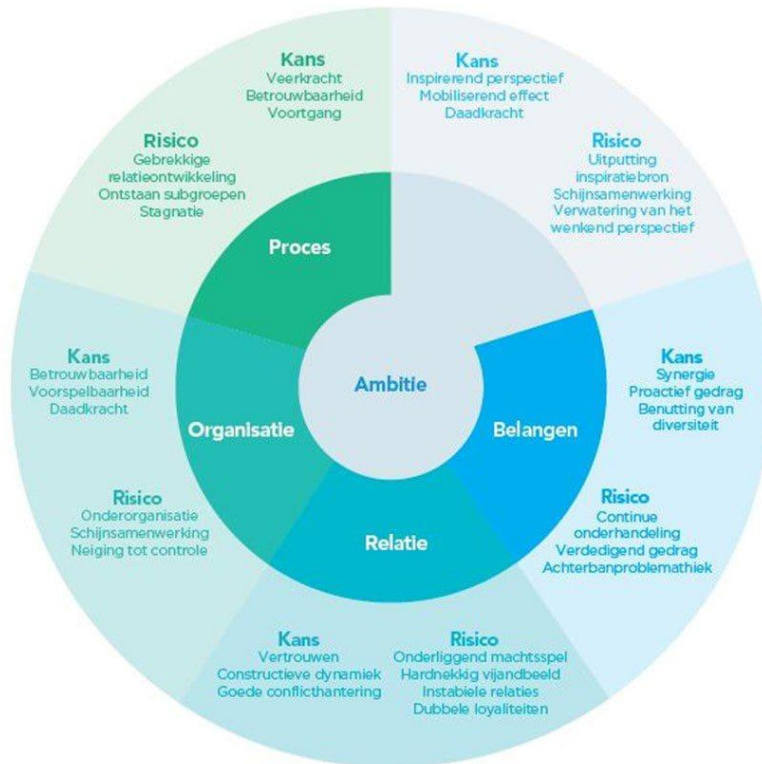 Kans
Inspirerend perspectief
Mobiliserend effect
Daadkracht
Risico
Uitputting
inspiratiebron
Schijnsamenwerking
Verwatering van het
wenkend perspectief
Ambitie
Kans
Synergie
Proactief gedrag
Benutting van
diversiteit
Risico
Continue
onderhandeling
Verdedigend gedrag
Achterbanproblemathiek
Belangen
Relatie
Risico
Onderliggend machtsspel
Hardnekkig vijandbeeld
Instabiele relaties
Dubbele loyaliteiten
Kans
Vertrouwen
Constructieve dynamiek
Goede conflicthantering
Organisatie
Kans
Betrouwbaarheid
Voorspelbaarheid
Daadkracht
Risico
Onderorganisatie
Schijnsamenwerking
Neiging tot controle
Proces
Kans
Veerkracht
Betrouwbaarheid
Voortgang
Risico
Gebrekkige
relatieontwikkeling
Ontstaan subgroepen
Stagnatie